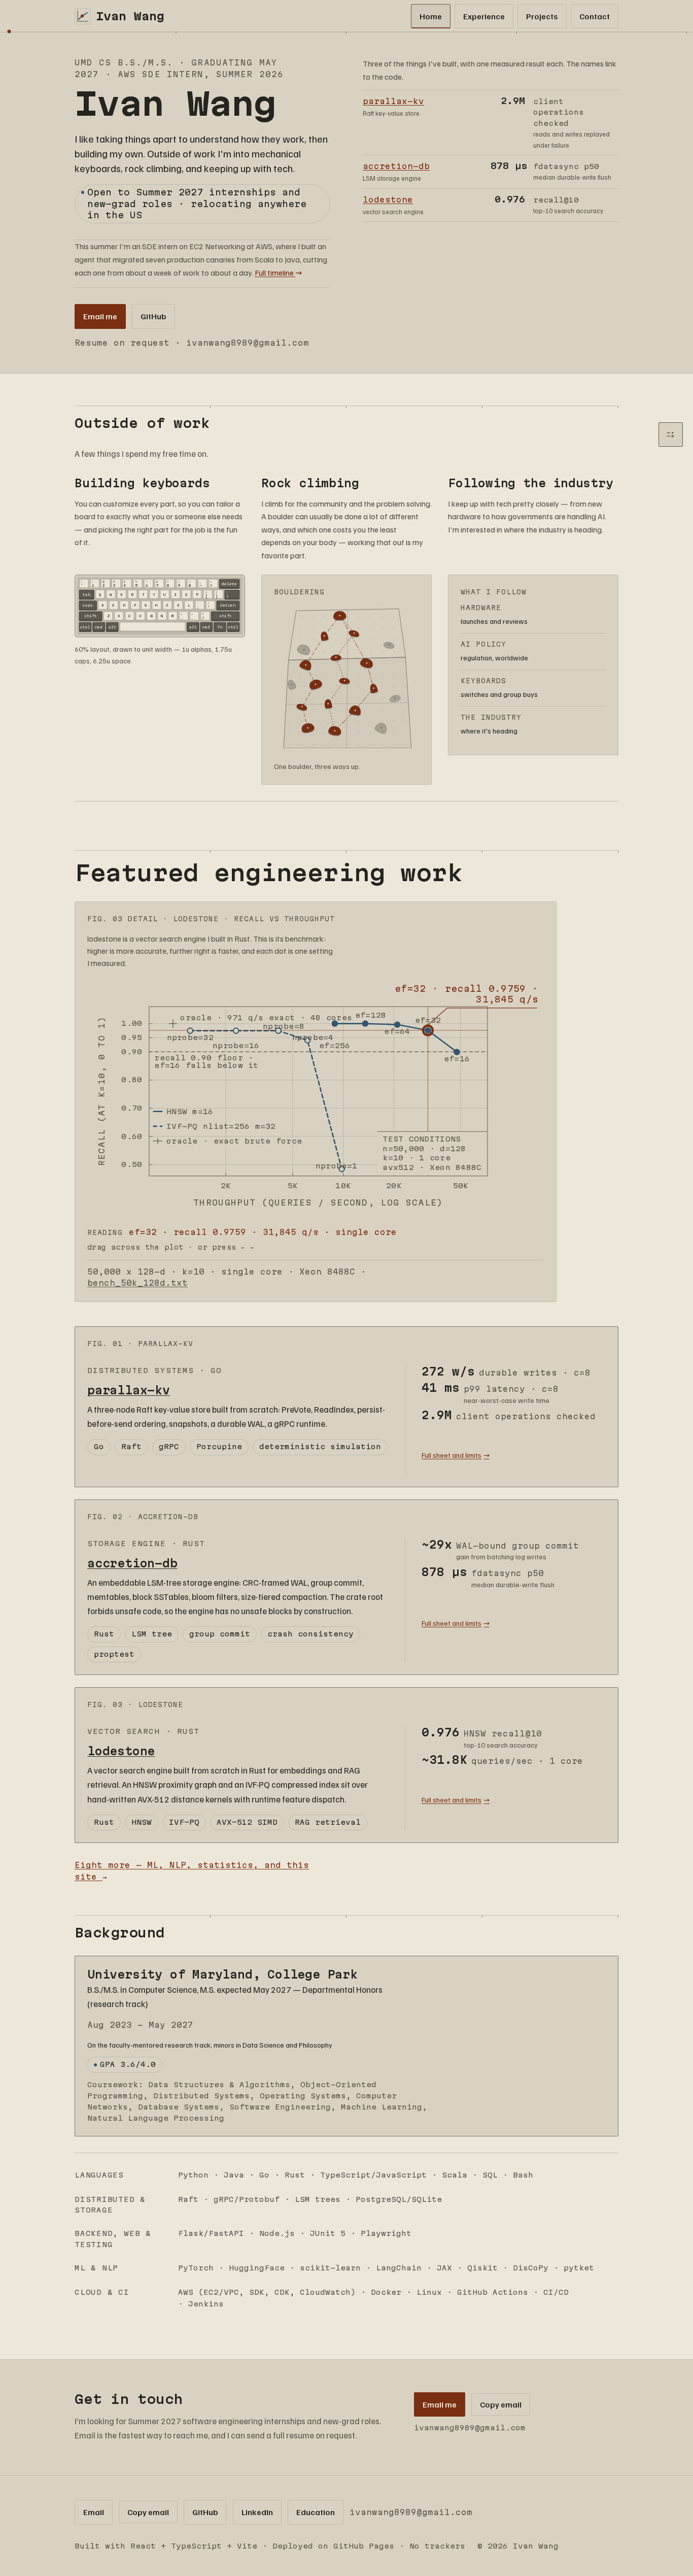 Ivan Wang
Home
Experience
Projects
Contact
UMD CS B.S./M.S. · GRADUATING MAY
2027 · AWS SDE INTERN, SUMMER 2026
Ivan Wang
I like taking apart to understand how they work, then
building my own. Outside of work I'm into mechanical
keyboards, rock climbing, and keeping up with tech.
Open to Summer 2027 internships and
new-grad roles · relocating anywhere
in the US
This summer I'm an SDE intern on EC2 Networking at AWS, where I built an
agent that migrated seven production canaries from Scala to Java, cutting
each one from about a week of work to about a day. Full timeline →
Email me
GitHub
Resume on request · ivanwang8989@gmail.com
Three of the things I've built, with one measured result each. The names link
to the code.
parallax-kv
Raft key-value store
2.9M client
operations
checked
reads and writes replayed
under failure
accretion-db
LSM storage engine
878 µs fdatasync p50
median durable-write flush
lodestone
vector search engine
0.976 recall@10
top-10 search accuracy
Outside of work
A few things I spend my free time on.
Building keyboards
You can customize every part, so you can tailor a
board to exactly what you or someone else needs
— and picking the right part for the job is the fun
of it.
delete
tab
caps
return
shift
shift
ctrl
cmd
alt
alt
cmd
fn
ctrl
60% layout, drawn to unit width — 1u alphas, 1.75u
caps, 6.25u space.
Rock climbing
I climb for the community and the problem solving.
A boulder can usually be done a lot of different
ways, and which one costs you the least
depends on your body — working that out is my
favorite part.
BOULDERING
One boulder, three ways up.
Following the industry
I keep up with tech pretty closely — from new
hardware to how governments are handling AI.
I'm interested in where the industry is heading.
WHAT I FOLLOW
HARDWARE
launches and reviews
AI POLICY
regulation, worldwide
KEYBOARDS
switches and group buys
THE INDUSTRY
where it's heading
Featured engineering work
FIG. 03 DETAIL · LODESTONE · RECALL VS THROUGHPUT
lodestone is a vector search engine I built in Rust. This is its benchmark:
higher is more accurate, further right is faster, and each dot is one setting
I measured.
ef=32 · recall 0.9759 ·
31,845 q/s
oracle · 971 q/s exact · 48 cores
ef=128
nprobe=8
ef=32
ef=64
nprobe=32
nprobe=4
nprobe=16
ef=256
ef=16
recall 0.90 floor ·
ef=16 falls below it
HNSW m=16
IVF-PQ nlist=256 m=32
oracle · exact brute force
nprobe=1
TEST CONDITIONS
n=50,000 · d=128
k=10 · 1 core
avx512 · Xeon 8488C
1.00
0.95
0.90
0.80
0.70
0.60
0.50
RECALL (AT K=10, 0 TO 1)
2K
5K
10K
20K
50K
THROUGHPUT (QUERIES / SECOND, LOG SCALE)
READING ef=32 · recall 0.9759 · 31,845 q/s · single core
drag across the plot · or press
50,000 x 128-d · k=10 · single core · Xeon 8488C ·
bench_50k_128d.txt
FIG. 01 · PARALLAX-KV
DISTRIBUTED SYSTEMS · GO
parallax-kv
A three-node Raft key-value store built from scratch: PreVote, ReadIndex, persist-
before-send ordering, snapshots, a durable WAL, a gRPC runtime.
Go
Raft
gRPC
Porcupine
deterministic simulation
272 w/s durable writes · c=8
41 ms p99 latency · c=8
near-worst-case write time
2.9M client operations checked
Full sheet and limits →
FIG. 02 · ACCRETION-DB
STORAGE ENGINE · RUST
accretion-db
An embeddable LSM-tree storage engine: CRC-framed WAL, group commit,
memtables, block SSTables, bloom filters, size-tiered compaction. The crate root
forbids unsafe code, so the engine has no unsafe blocks by construction.
Rust
LSM tree
group commit
crash consistency
proptest
~29x WAL-bound group commit
gain from batching log writes
878 µs fdatasync p50
median durable-write flush
Full sheet and limits →
FIG. 03 · LODESTONE
VECTOR SEARCH · RUST
lodestone
A vector search engine built from scratch in Rust for embeddings and RAG
retrieval. An HNSW proximity graph and an IVF-PQ compressed index sit over
hand-written AVX-512 distance kernels with runtime feature dispatch.
Rust
HNSW
IVF-PQ
AVX-512 SIMD
RAG retrieval
0.976 HNSW recall@10
top-10 search accuracy
~31.8K queries/sec · 1 core
Full sheet and limits →
Eight more — ML, NLP, statistics, and this
site →
Background
University of Maryland, College Park
B.S./M.S. in Computer Science, M.S. expected May 2027 — Departmental Honors
(research track)
Aug 2023 — May 2027
On the faculty-mentored research track; minors in Data Science and Philosophy
GPA 3.6/4.0
Coursework: Data Structures & Algorithms, Object-Oriented
Programming, Distributed Systems, Operating Systems, Computer
Networks, Database Systems, Software Engineering, Machine Learning,
Natural Language Processing
LANGUAGES
Python · Java · Go · Rust · TypeScript/JavaScript · Scala · SQL · Bash
DISTRIBUTED &
STORAGE
Raft · gRPC/Protobuf · LSM trees · PostgreSQL/SQLite
BACKEND, WEB &
TESTING
Flask/FastAPI · Node.js · JUnit 5 · Playwright
ML & NLP
PyTorch · HuggingFace · scikit-learn · LangChain · JAX · Qiskit · DisCoPy · pytket
CLOUD & CI
AWS (EC2/VPC, SDK, CDK, CloudWatch) · Docker · Linux · GitHub Actions · CI/CD
· Jenkins
Get in touch
I'm looking for Summer 2027 software engineering internships and new-grad roles.
Email is the fastest way to reach me, and I can send a full resume on request.
Email me
Copy email
ivanwang8989@gmail.com
Email
Copy email
GitHub
LinkedIn
Education
ivanwang8989@gmail.com
Built with React + TypeScript + Vite · Deployed on GitHub Pages · No trackers
© 2026 Ivan Wang